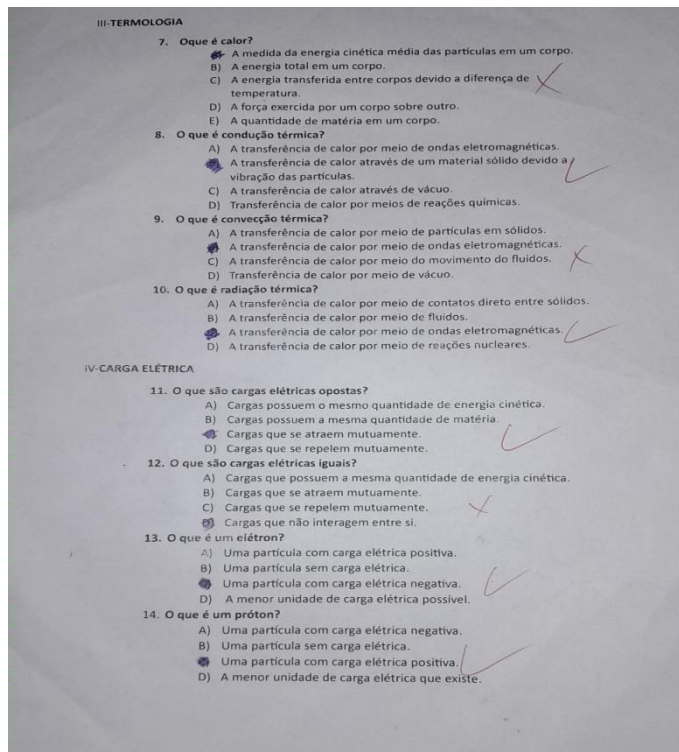 III-TERMOLOGIA
7. Oque é calor?
A medida da energia cinética média das partículas em um corpo.
B) A energia total em um corpo.
C) A energia transferida entre corpos devido a diferença de
temperatura.
D) A força exercida por um corpo sobre outro.
E) A quantidade de matéria em um corpo.
8. O que é condução térmica?
A) A transferência de calor por meio de ondas eletromagnéticas.
A transferência de calor através de um material sólido devido a
vibração das partículas.
C) A transferência de calor através de vácuo.
D) Transferência de calor por meios de reações químicas.
9. O que é convecção térmica?
A) A transferência de calor por meio de partículas em sólidos.
A transferência de calor por meio de ondas eletromagnéticas.
C) A transferência de calor por meio do movimento do fluidos.
D) Transferência de calor por meio de vácuo.
10. O que é radiação térmica?
A) A transferência de calor por meio de contatos direto entre sólidos.
B) A transferência de calor por meio de fluidos.
A transferência de calor por meio de ondas eletromagnéticas.
D) A transferência de calor por meio de reações nucleares.
IV-CARGA ELÉTRICA
11. O que são cargas elétricas opostas?
A) Cargas possuem o mesmo quantidade de energia cinética.
B) Cargas possuem a mesma quantidade de matéria.
Cargas que se atraem mutuamente.
D) Cargas que se repelem mutuamente.
12. O que são cargas elétricas iguais?
A) Cargas que possuem a mesma quantidade de energia cinética.
B) Cargas que se atraem mutuamente.
C) Cargas que se repelem mutuamente.
D) Cargas que não interagem entre si.
13. O que é um elétron?
A) Uma partícula com carga elétrica positiva.
B) Uma partícula sem carga elétrica.
Uma partícula com carga elétrica negativa.
D) A menor unidade de carga elétrica possível.
14. O que é um próton?
A) Uma partícula com carga elétrica negativa.
B) Uma partícula sem carga elétrica.
Uma partícula com carga elétrica positiva.
D) A menor unidade de carga elétrica que existe.